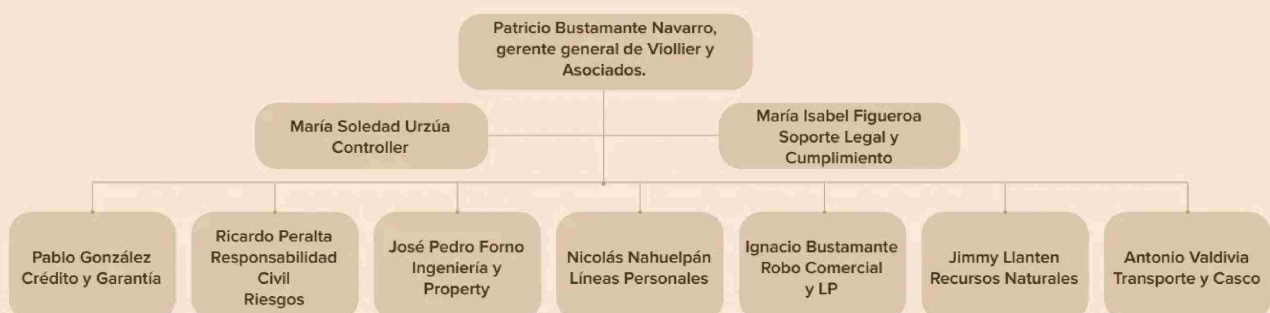 Patricio Bustamante Navarro,
gerente general de Viollier y
Asociados.
María Soledad Urzúa
Controller
María Isabel Figueroa
Soporte Legal y
Cumplimiento
Pablo González
Crédito y Garantía
Ricardo Peralta
Responsabilidad
Civil
Riesgos
José Pedro Forno
Ingeniería y
Property
Nicolás Nahuelpán
Líneas Personales
Ignacio Bustamante
Robo Comercial
y LP
Jimmy Llanten
Recursos Naturales
Antonio Valdivia
Transporte y Casco